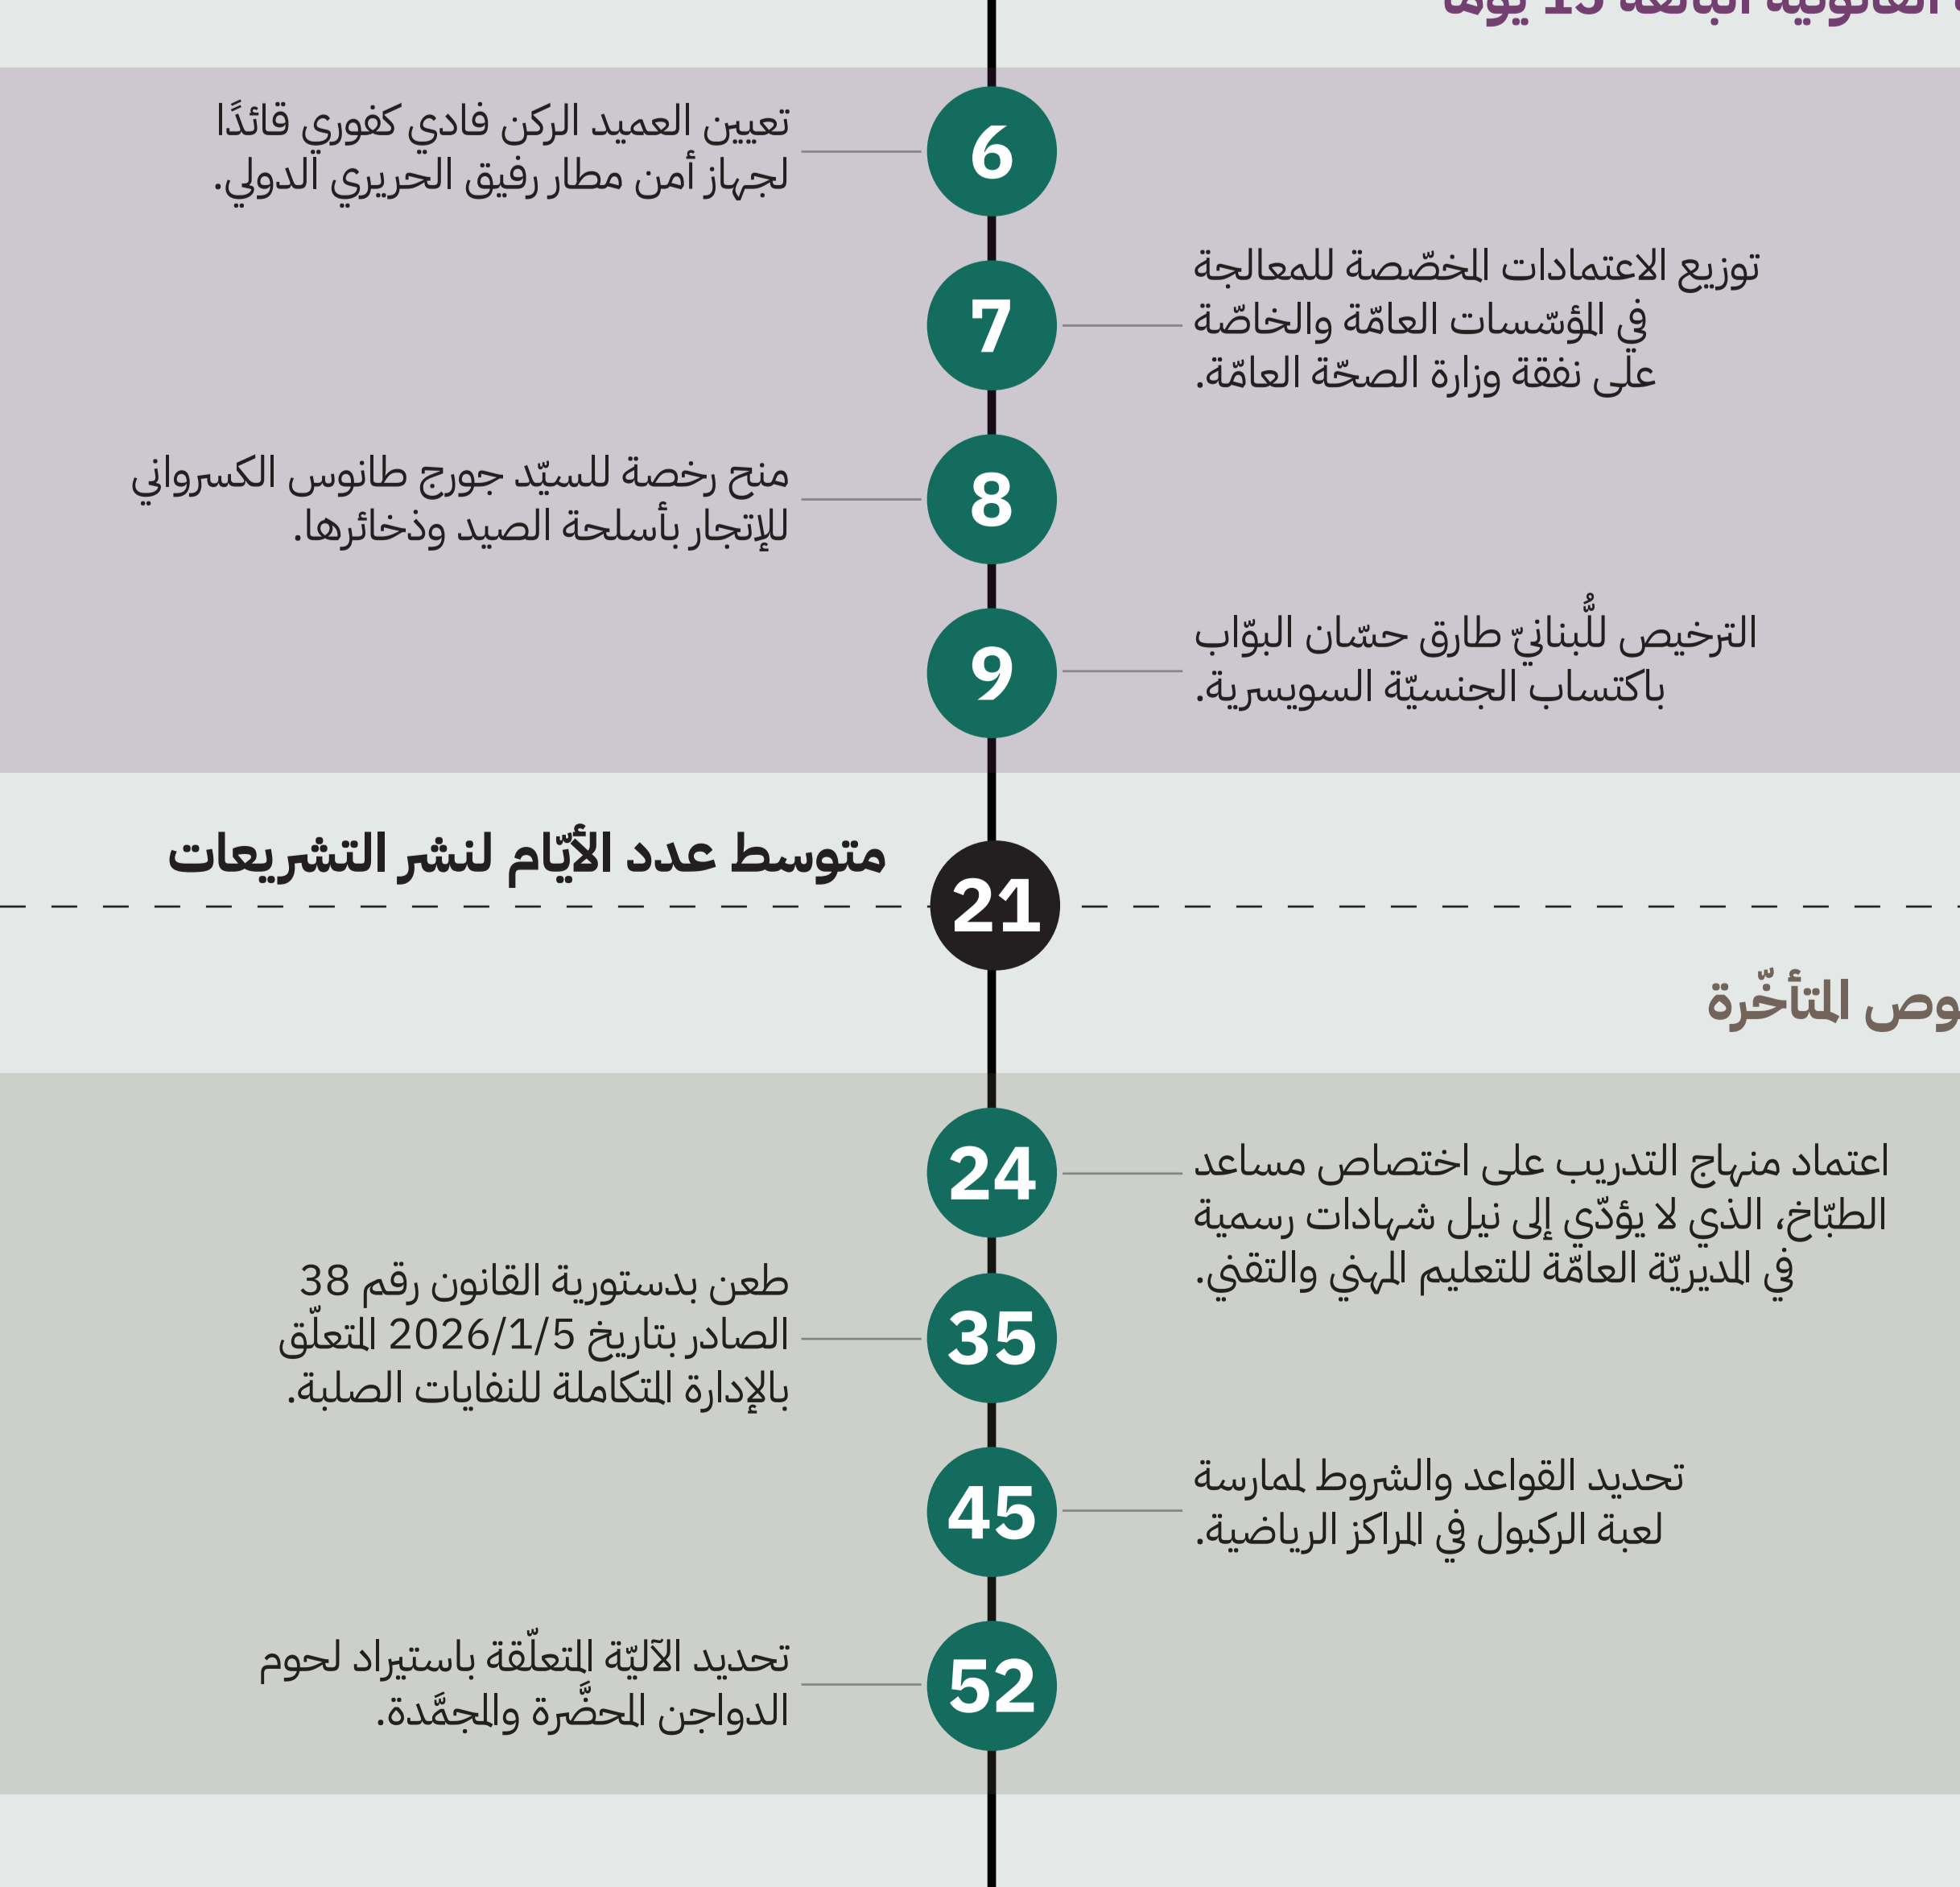 القانونية البالغة 15 يومًا
6
تعيين العميد الركن فادي كفوري قائدًا
لجهاز أمن مطار رفيق الحريري الدولي.
7
توزيع الاعتمادات المخصّصة للمعالجة
في المؤسّسات العامّة والخاصّة
على نفقة وزارة الصحّة العامّة.
8
منح رخصة للسيّد جورج طانوس الكسرواني
للإتجار بأسلحة الصيد وذخائرها.
9
الترخيص للُّبنانيّ طارق حسّان البوّاب
باكتساب الجنسيّة السويسرية.
متوسط عدد الأيّام لنشر التشريعات
21
المتأخّرة
24
اعتماد منهاج التدريب على اختصاص مساعد
الطبّاخ، الذي لا يؤدّي إلى نيل شهادات رسمية
في المديريّة العامّة للتعليم المهني والتقني.
35
طعن بدستورية القانون رقم 38
الصادر بتاريخ 2026/1/5 المتعلّق
بالإدارة المتكاملة للنفايات الصلبة.
45
تحديد القواعد والشروط لممارسة
لعبة الركبول في المراكز الرياضية.
52
تحديد الآليّة المتعلّقة باستيراد لحوم
الدواجن المحضَّرة والمجمَّدة.